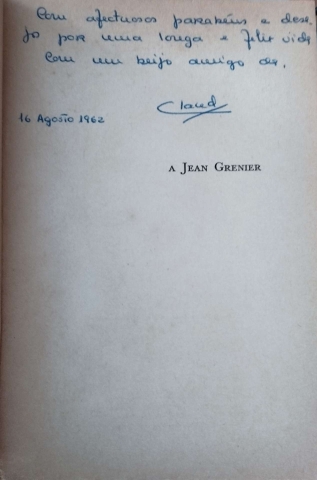 Com afectuosos parabéns e dese-
jo por uma longa e feliz vida
Com um beijo amigo de,
Claud
16 Agosto 1962
A JEAN GRENIER